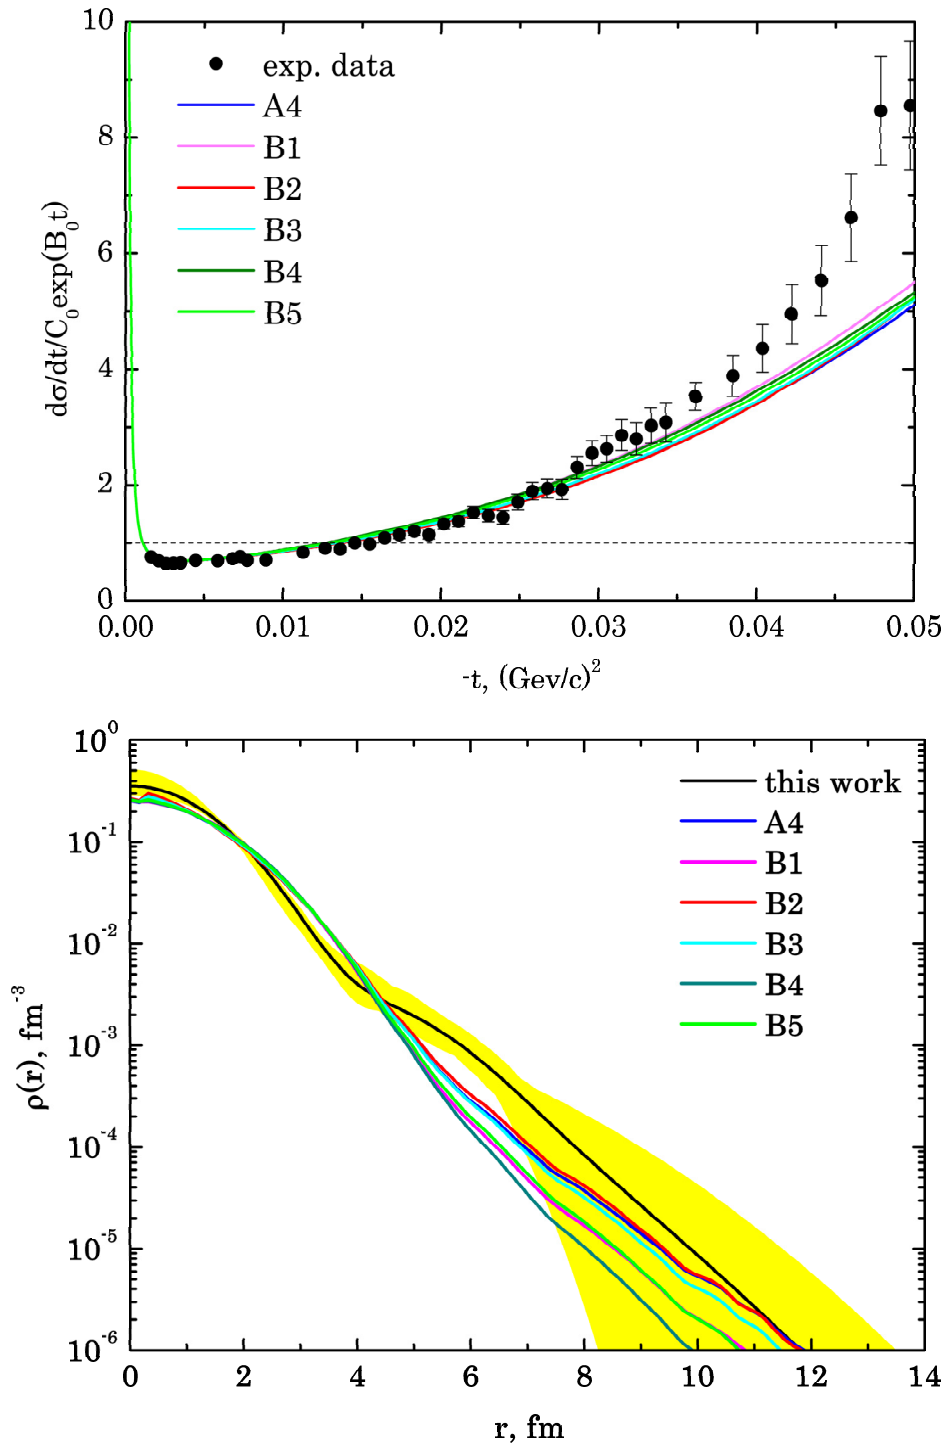 10
8
6
4
2
0
dσ/dt/C₀exp(B₀t)
exp. data
A4
B1
B2
B3
B4
B5
0.00 0.01 0.02 0.03 0.04 0.05
-t, (Gev/c)²
10⁰
10⁻¹
10⁻²
10⁻³
10⁻⁴
10⁻⁵
10⁻⁶
ρ(r), fm⁻³
this work
A4
B1
B2
B3
B4
B5
0 2 4 6 8 10 12 14
r, fm